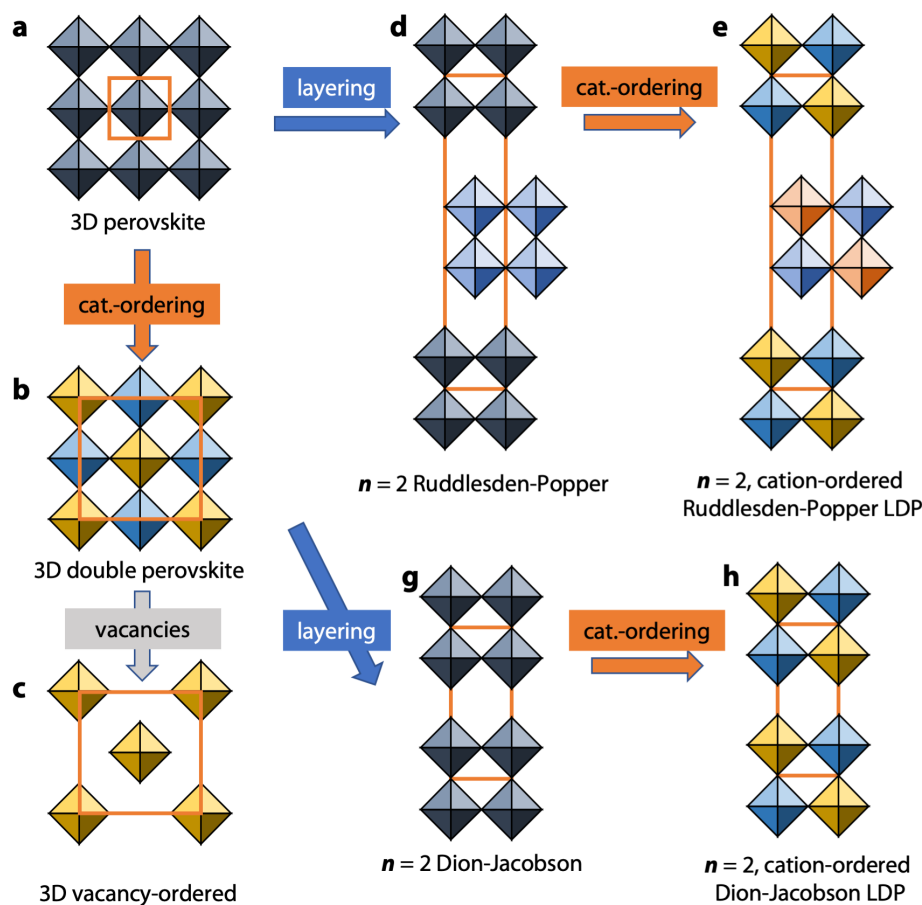 a
3D perovskite
layering
d
cat.-ordering
e
cat.-ordering
b
3D double perovskite
n = 2 Ruddlesden-Popper
n = 2, cation-ordered
Ruddlesden-Popper LDP
vacancies
c
3D vacancy-ordered
layering
g
cat.-ordering
h
n = 2 Dion-Jacobson
n = 2, cation-ordered
Dion-Jacobson LDP